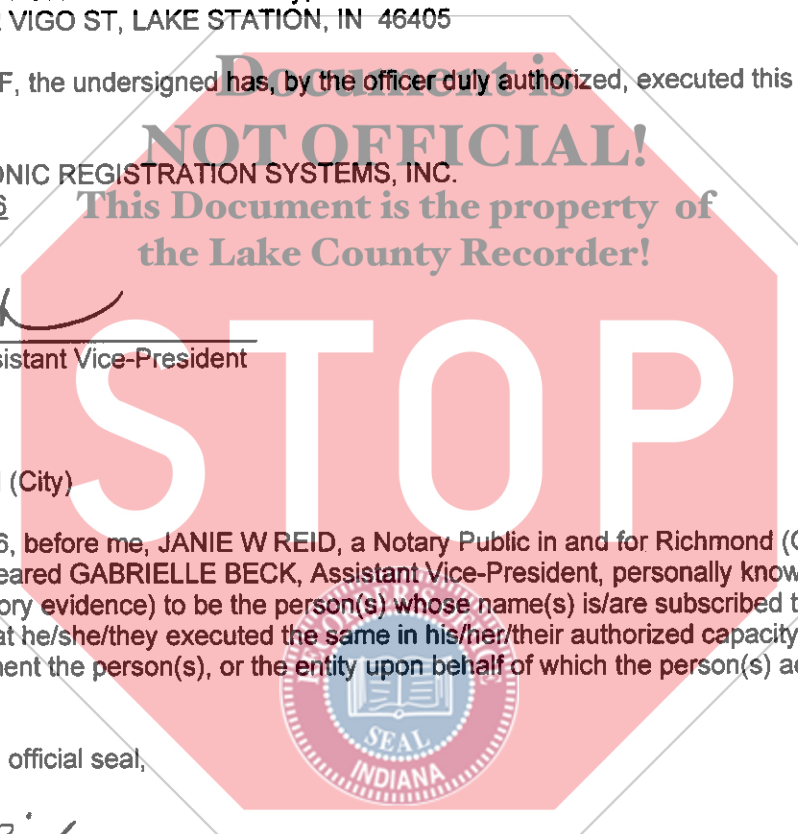 VIGO ST, LAKE STATION, IN 46405
Document is
F, the undersigned has, by the officer duly authorized, executed this
NOT OFFICIAL!
ONIC REGISTRATION SYSTEMS, INC.
6
This Document is the property of
the Lake County Recorder!
sistant Vice-President
STOP
(City)
6, before me, JANIE W REID, a Notary Public in and for Richmond (
eared GABRIELLE BECK, Assistant Vice-President, personally know
ory evidence) to be the person(s) whose name(s) is/are subscribed t
at he/she/they executed the same in his/her/their authorized capacity
ment the person(s), or the entity upon behalf of which the person(s) a
RECORDER'S OFFICE
SEAL
INDIANA
official seal,